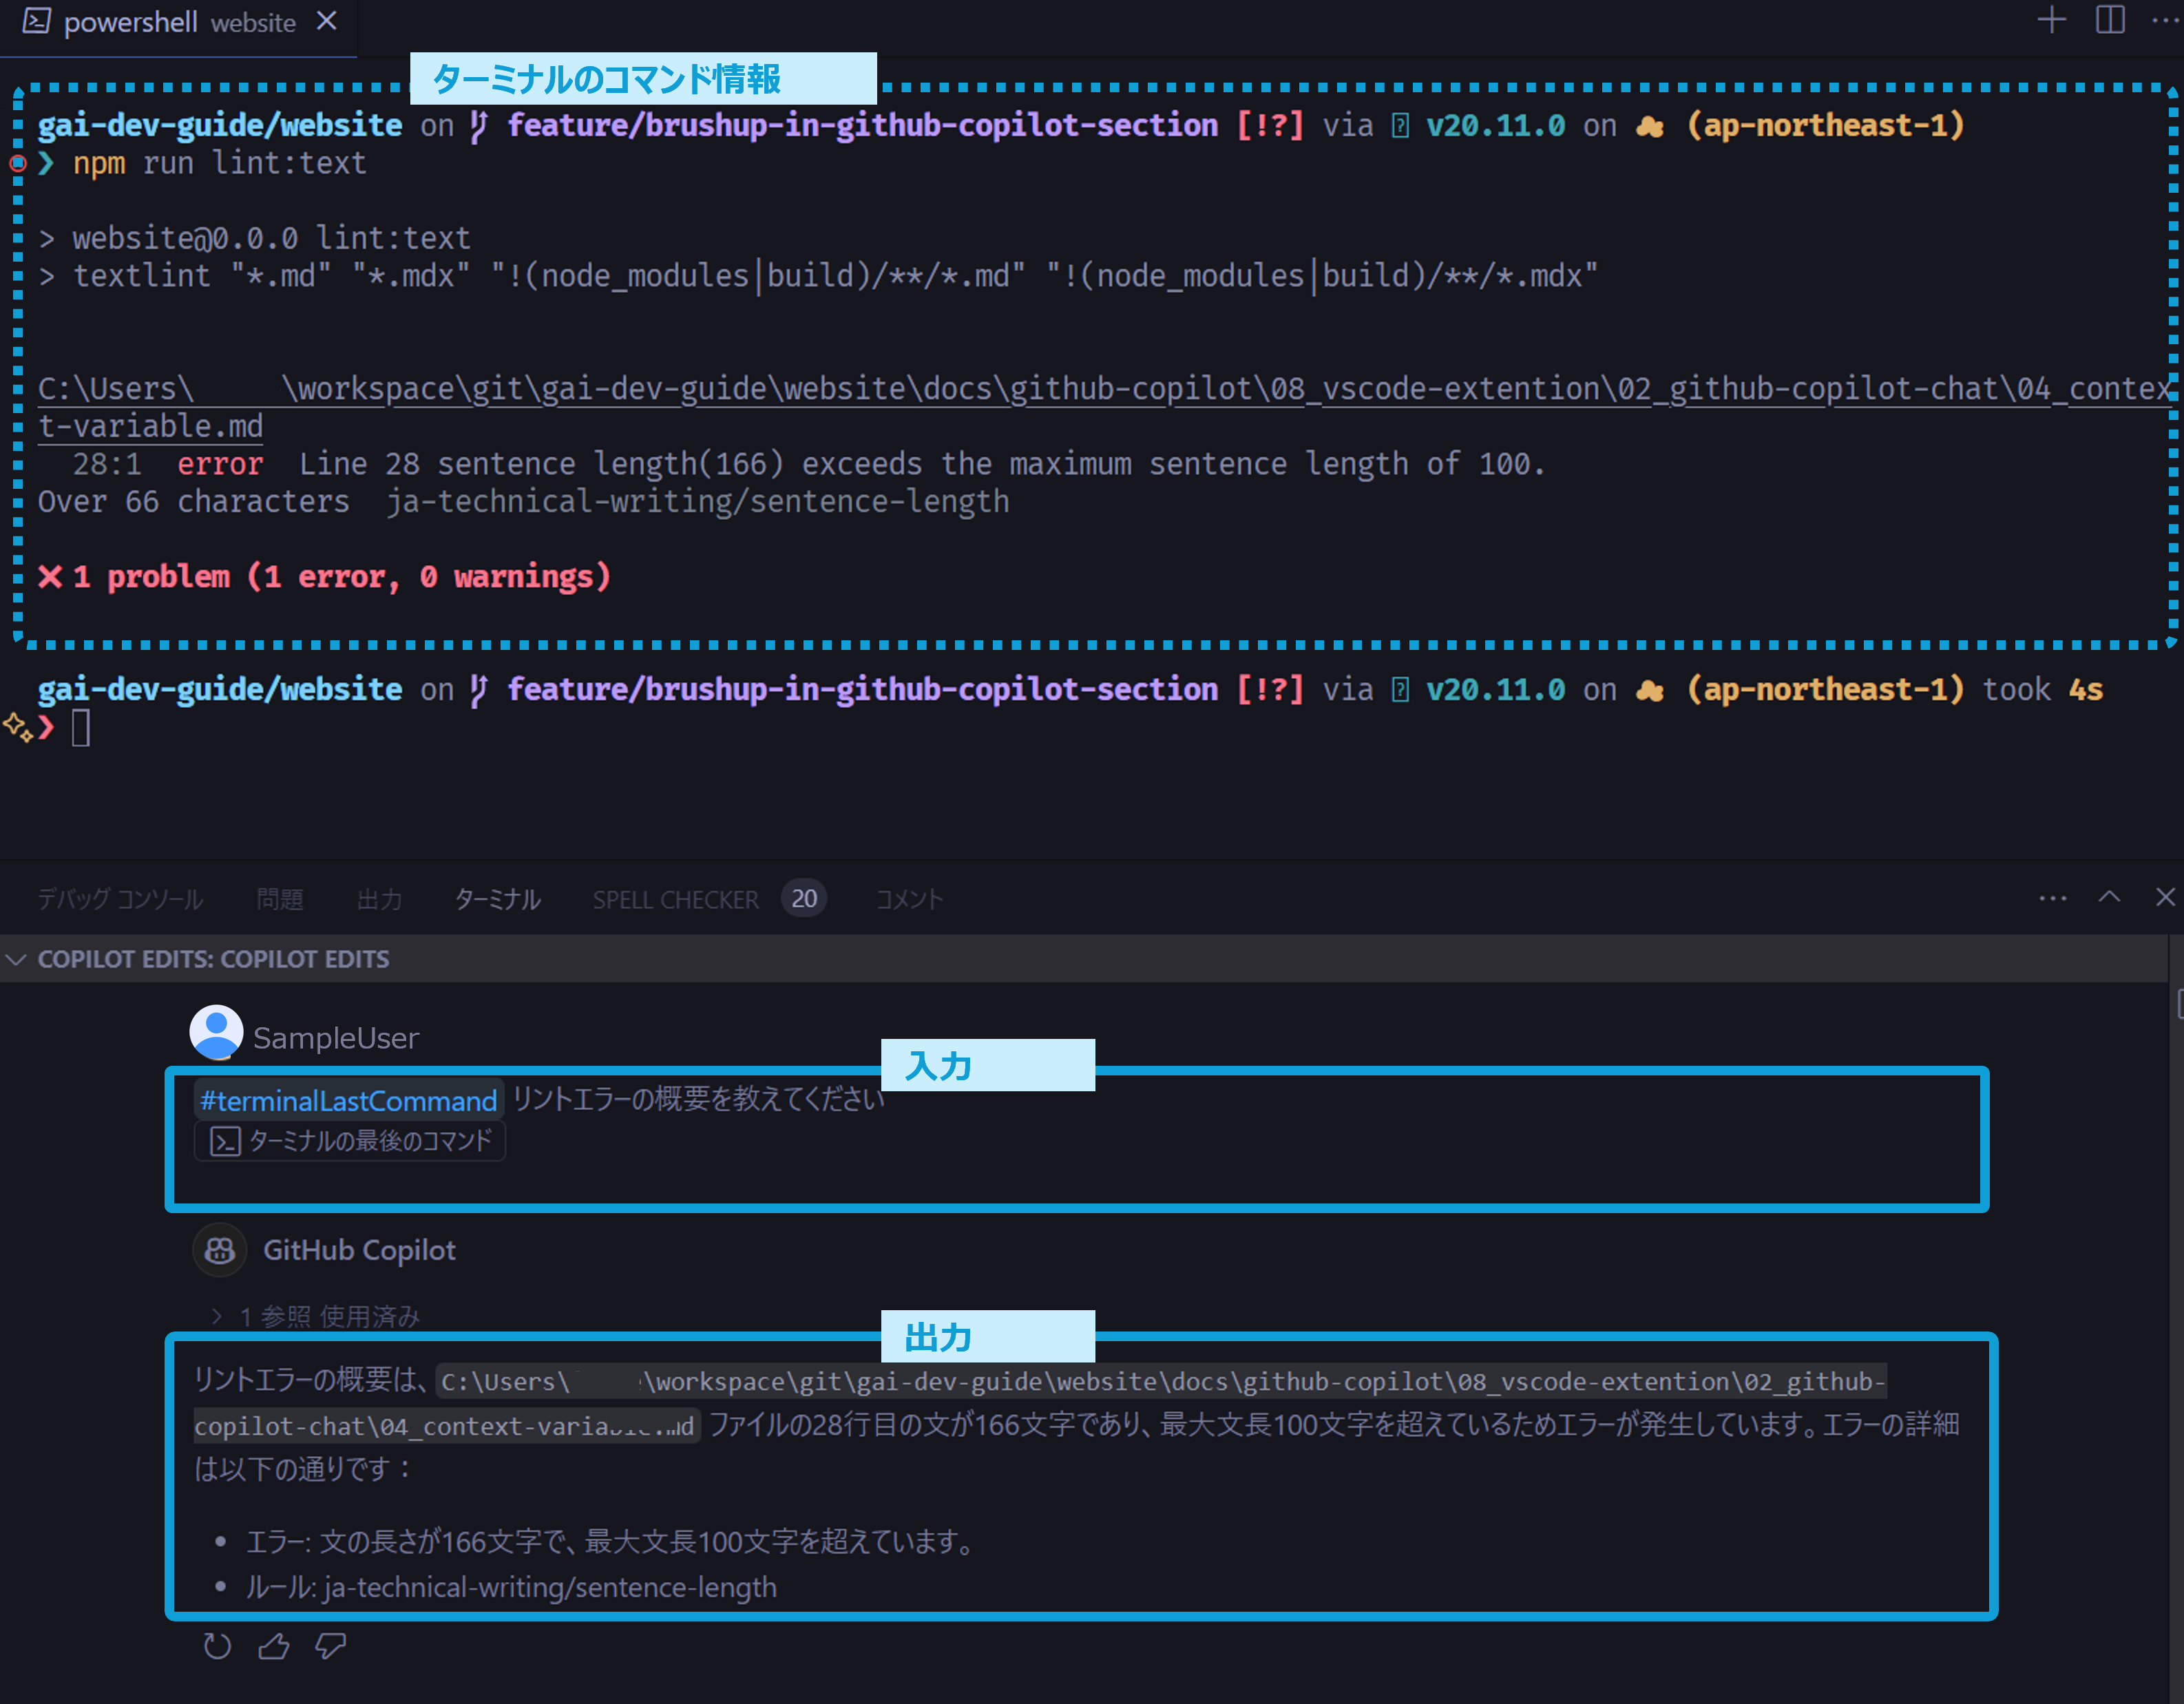 powershell website
ターミナルのコマンド情報
gai-dev-guide/website on feature/brushup-in-github-copilot-section [!?] via v20.11.0 on (ap-northeast-1)
❯ npm run lint:text
> website@0.0.0 lint:text
> textlint "*.md" "*.mdx" "!(node_modules|build)/**/*.md" "!(node_modules|build)/**/*.mdx"
C:\Users\ \workspace\git\gai-dev-guide\website\docs\github-copilot\08_vscode-extention\02_github-copilot-chat\04_contex
t-variable.md
28:1 error Line 28 sentence length(166) exceeds the maximum sentence length of 100.
Over 66 characters ja-technical-writing/sentence-length
✖ 1 problem (1 error, 0 warnings)
gai-dev-guide/website on feature/brushup-in-github-copilot-section [!?] via v20.11.0 on (ap-northeast-1) took 4s
❯
デバッグ コンソール 問題 出力 ターミナル SPELL CHECKER 20 コメント
COPILOT EDITS: COPILOT EDITS
SampleUser
入力
#terminalLastCommand リントエラーの概要を教えてください
ターミナルの最後のコマンド
GitHub Copilot
1 参照 使用済み
出力
リントエラーの概要は、C:\Users\ \workspace\git\gai-dev-guide\website\docs\github-copilot\08_vscode-extention\02_github-
copilot-chat\04_context-variable.md ファイルの28行目の文が166文字であり、最大文長100文字を超えているためエラーが発生しています。エラーの詳細
は以下の通りです：
• エラー: 文の長さが166文字で、最大文長100文字を超えています。
• ルール: ja-technical-writing/sentence-length